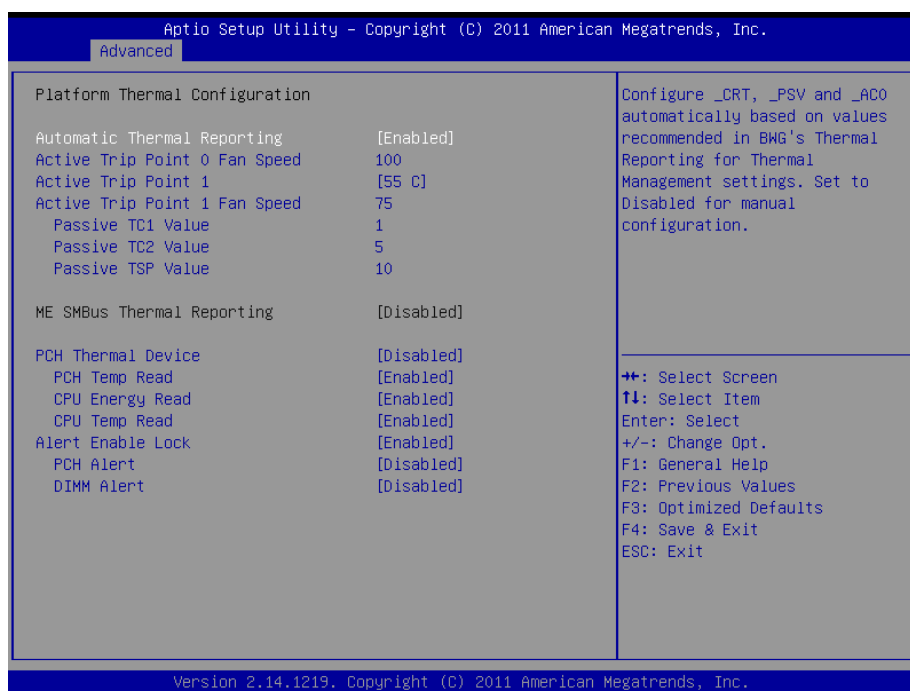 Aptio Setup Utility – Copyright (C) 2011 American Megatrends, Inc.
Advanced
Platform Thermal Configuration
Automatic Thermal Reporting [Enabled]
Active Trip Point 0 Fan Speed 100
Active Trip Point 1 [55 C]
Active Trip Point 1 Fan Speed 75
Passive TC1 Value 1
Passive TC2 Value 5
Passive TSP Value 10
ME SMBus Thermal Reporting [Disabled]
PCH Thermal Device [Disabled]
PCH Temp Read [Enabled]
CPU Energy Read [Enabled]
CPU Temp Read [Enabled]
Alert Enable Lock [Enabled]
PCH Alert [Disabled]
DIMM Alert [Disabled]
Configure _CRT, _PSV and _AC0
automatically based on values
recommended in BWG's Thermal
Reporting for Thermal
Management settings. Set to
Disabled for manual
configuration.
→←: Select Screen
↑↓: Select Item
Enter: Select
+/-: Change Opt.
F1: General Help
F2: Previous Values
F3: Optimized Defaults
F4: Save & Exit
ESC: Exit
Version 2.14.1219. Copyright (C) 2011 American Megatrends, Inc.